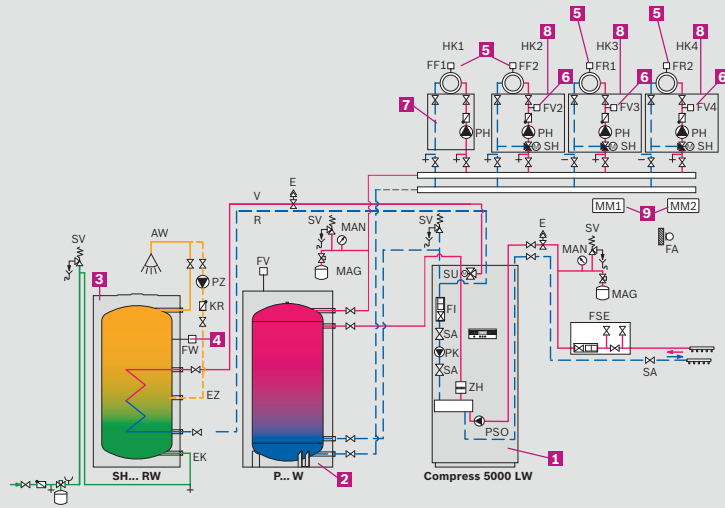 5
5
5
HK1
HK2
8
HK3
8
HK4
8
FF1
FF2
FR1
FR2
6
6
6
7
FV2
FV3
FV4
PH
PH
PH
PH
M
SH
M
SH
M
SH
MM1
9
MM2
E
V
R
SV
AW
SV
MAN
MAG
SV
E
SV
MAN
MAG
FA
FV
SU
M
PZ
KR
3
4
FW
FI
SA
PK
SA
FSE
SA
EZ
ZH
PSO
EK
1
2
SH... RW
P... W
Compress 5000 LW